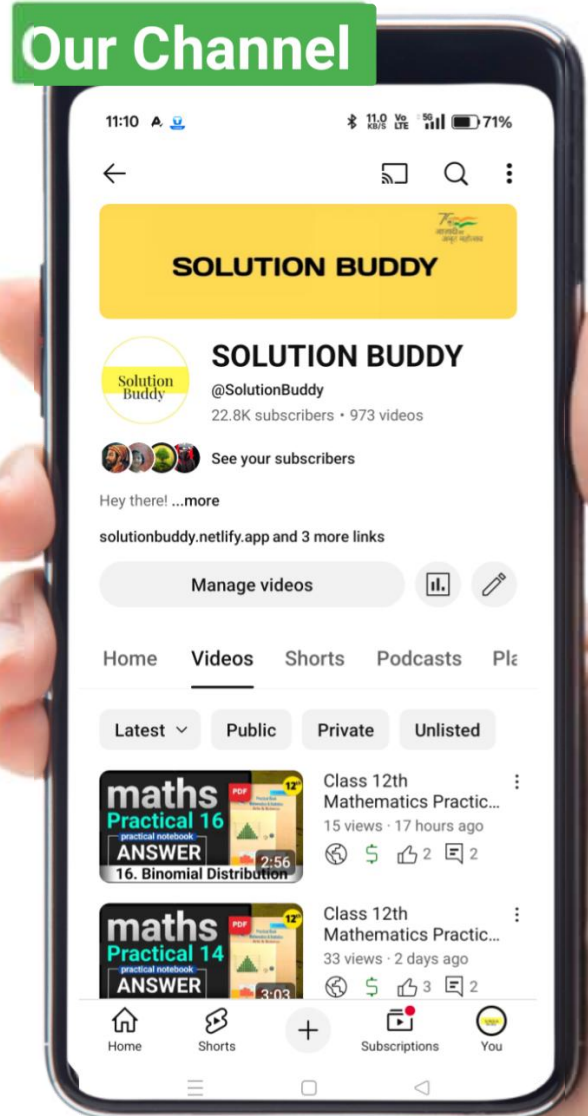 Our Channel
11:10
11.0 KB/S Vo LTE 5G 71%
SOLUTION BUDDY
Solution
Buddy
SOLUTION BUDDY
@SolutionBuddy
22.8K subscribers • 973 videos
See your subscribers
Hey there! ...more
solutionbuddy.netlify.app and 3 more links
Manage videos
Home Videos Shorts Podcasts Pla
Latest Public Private Unlisted
maths
PDF
12th
Practical 16
practical notebook
ANSWER
2:56
16. Binomial Distribution
Class 12th
Mathematics Practic...
15 views · 17 hours ago
2 2
maths
PDF
12th
Practical 14
practical notebook
ANSWER
3:03
Class 12th
Mathematics Practic...
33 views · 2 days ago
3 2
Home Shorts Subscriptions You